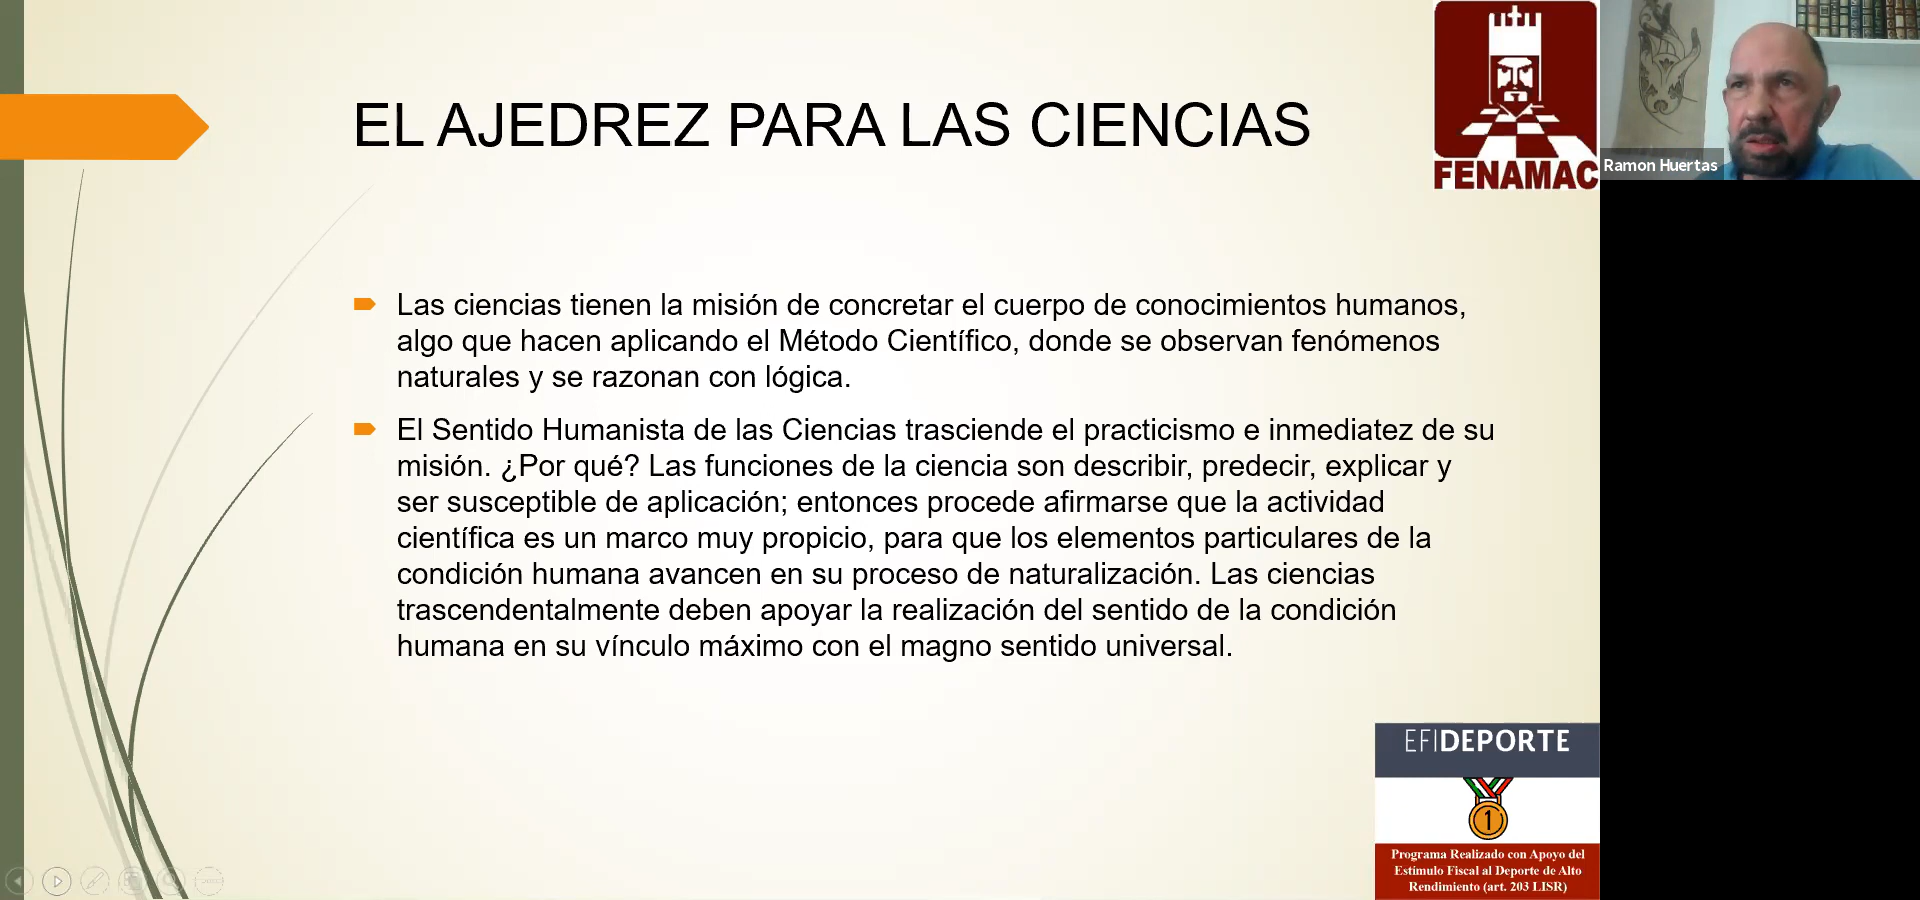 EL AJEDREZ PARA LAS CIENCIAS
FENAMAC
Ramon Huertas
Las ciencias tienen la misión de concretar el cuerpo de conocimientos humanos,
algo que hacen aplicando el Método Científico, donde se observan fenómenos
naturales y se razonan con lógica.
El Sentido Humanista de las Ciencias trasciende el practicismo e inmediatez de su
misión. ¿Por qué? Las funciones de la ciencia son describir, predecir, explicar y
ser susceptible de aplicación; entonces procede afirmarse que la actividad
científica es un marco muy propicio, para que los elementos particulares de la
condición humana avancen en su proceso de naturalización. Las ciencias
trascendentalmente deben apoyar la realización del sentido de la condición
humana en su vínculo máximo con el magno sentido universal.
EFIDEPORTE
1
Programa Realizado con Apoyo del
Estímulo Fiscal al Deporte de Alto
Rendimiento (art. 203 LISR)